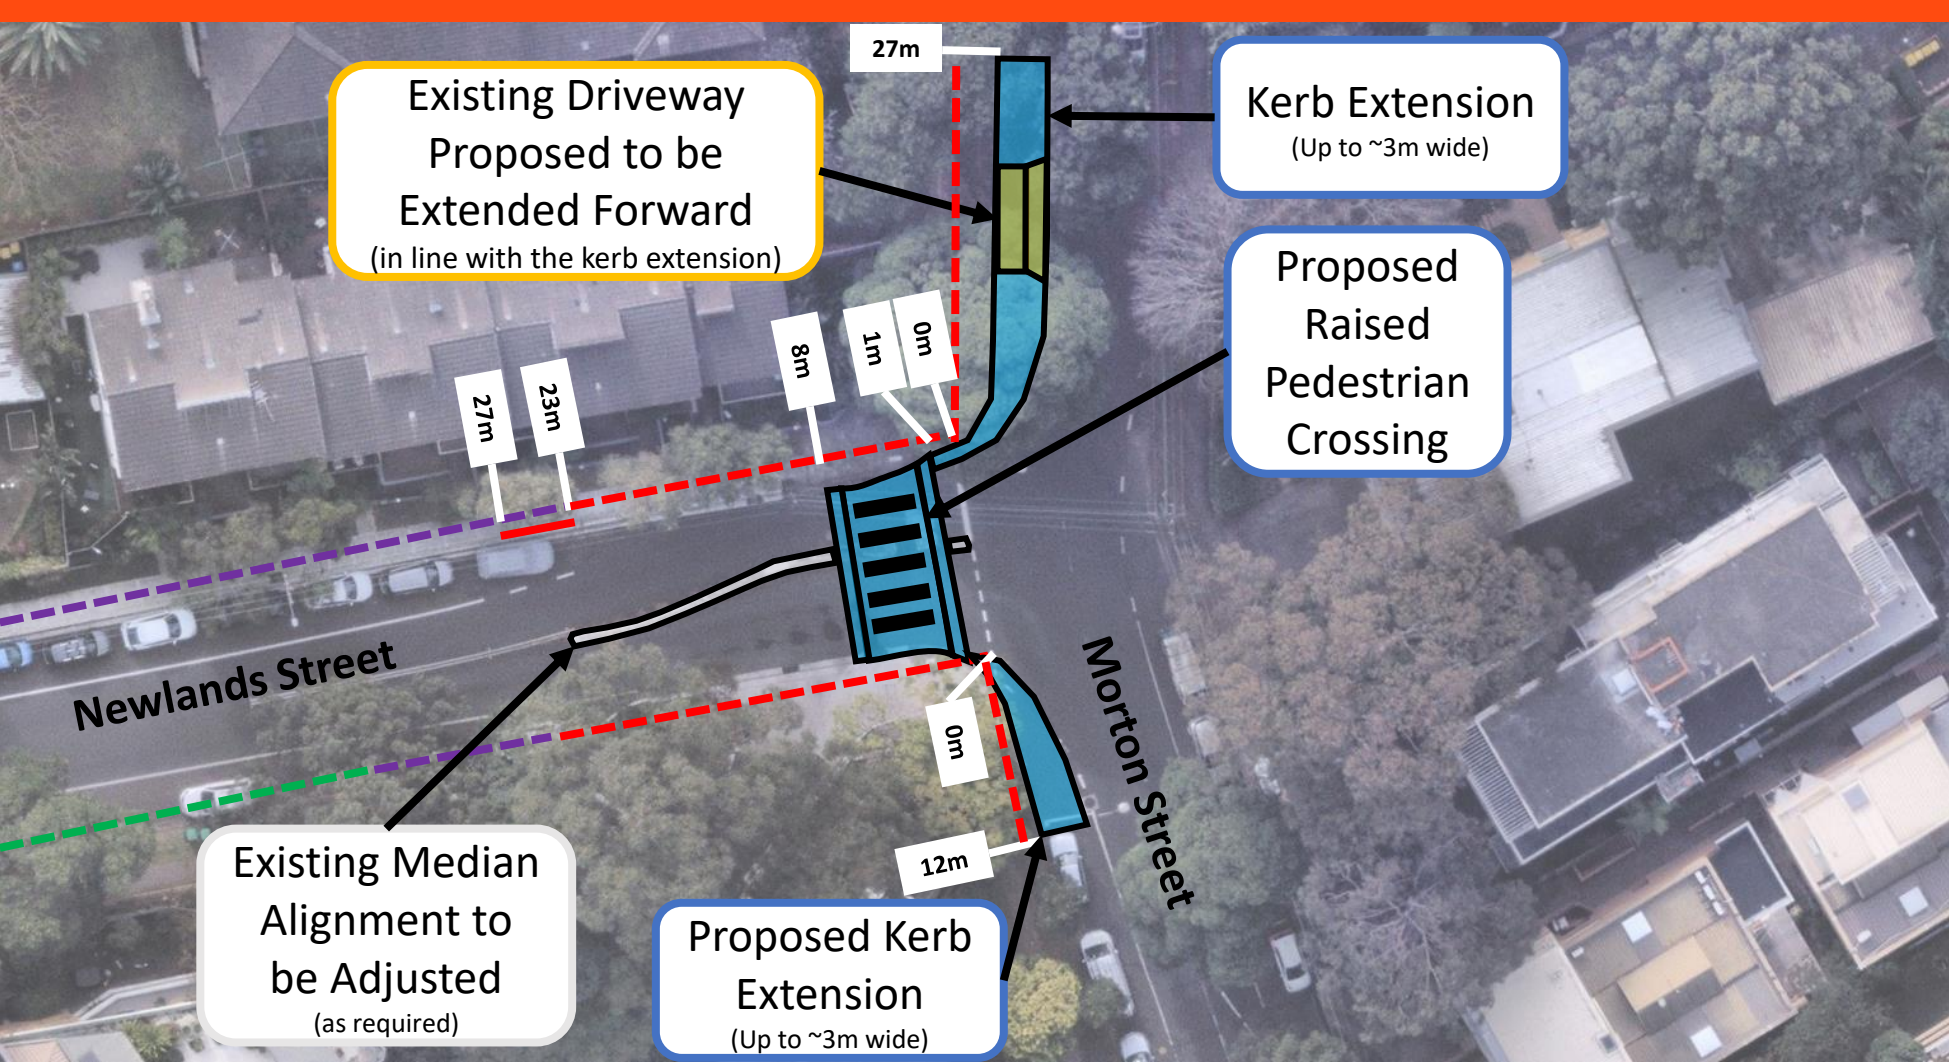 27m
Existing Driveway
Proposed to be
Extended Forward
(in line with the kerb extension)
Kerb Extension
(Up to ~3m wide)
Proposed
Raised
Pedestrian
Crossing
0m
1m
8m
23m
27m
Newlands Street
Morton Street
0m
12m
Existing Median
Alignment to
be Adjusted
(as required)
Proposed Kerb
Extension
(Up to ~3m wide)